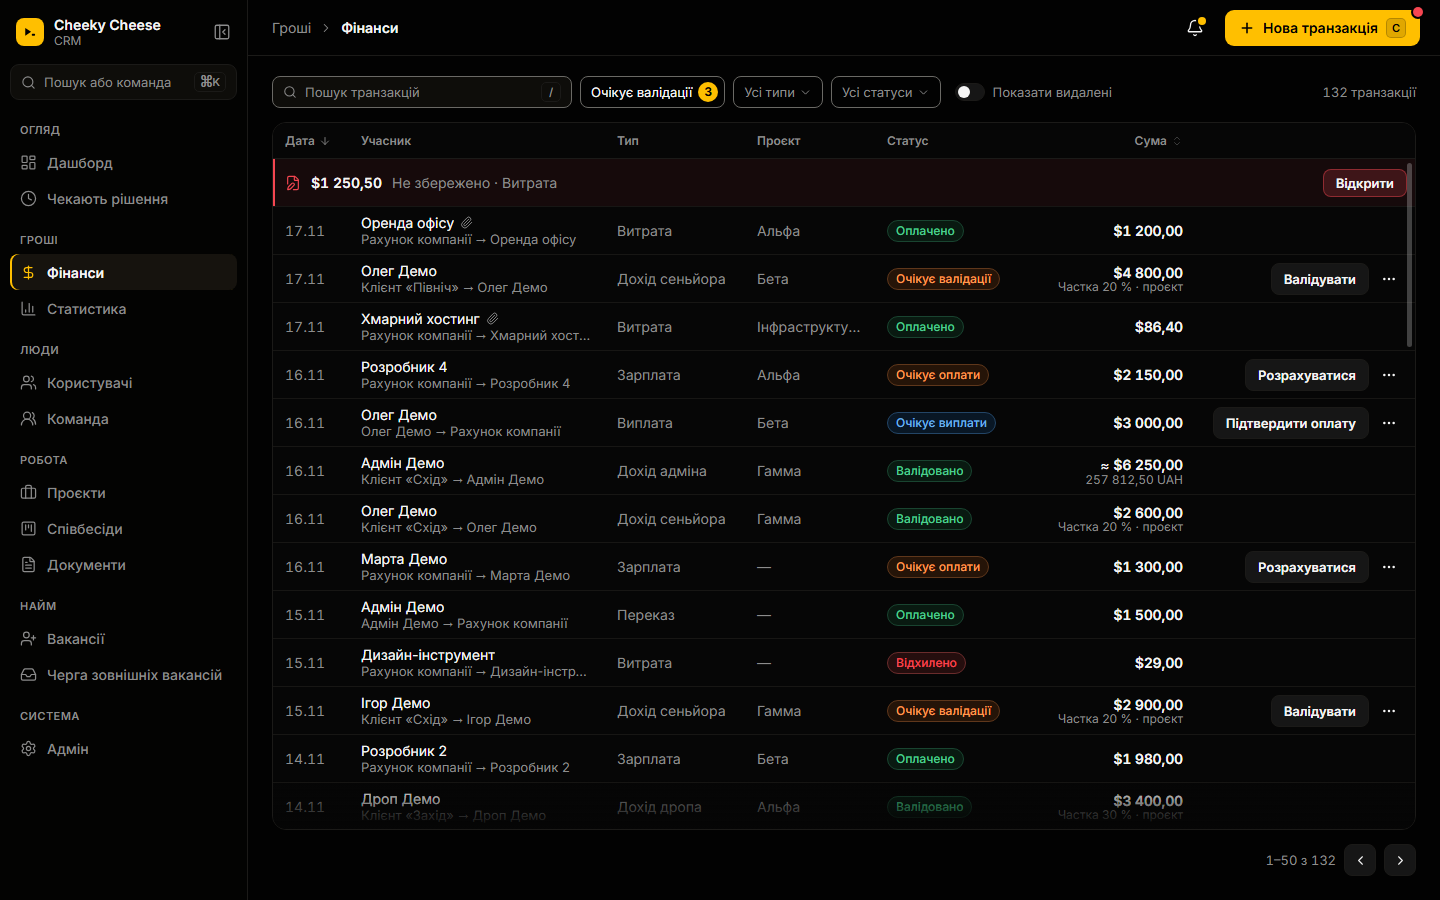 Cheeky Cheese
CRM
Пошук або команда ⌘K
ОГЛЯД
Дашборд
Чекають рішення
ГРОШІ
Фінанси
Статистика
ЛЮДИ
Користувачі
Команда
РОБОТА
Проєкти
Співбесіди
Документи
НАЙМ
Вакансії
Черга зовнішніх вакансій
СИСТЕМА
Адмін
Гроші > Фінанси
+ Нова транзакція C
Пошук транзакцій /
Очікує валідації 3
Усі типи
Усі статуси
Показати видалені
132 транзакції
Дата ↓ Учасник Тип Проєкт Статус Сума
$1 250,50 Не збережено · Витрата Відкрити
17.11 Оренда офісу Витрата Альфа Оплачено $1 200,00
Рахунок компанії → Оренда офісу
17.11 Олег Демо Дохід сеньйора Бета Очікує валідації $4 800,00 Валідувати ···
Клієнт «Північ» → Олег Демо Частка 20 % · проєкт
17.11 Хмарний хостинг Витрата Інфраструкту... Оплачено $86,40
Рахунок компанії → Хмарний хост...
16.11 Розробник 4 Зарплата Альфа Очікує оплати $2 150,00 Розрахуватися ···
Рахунок компанії → Розробник 4
16.11 Олег Демо Виплата Бета Очікує виплати $3 000,00 Підтвердити оплату ···
Олег Демо → Рахунок компанії
16.11 Адмін Демо Дохід адміна Гамма Валідовано ≈ $6 250,00
Клієнт «Схід» → Адмін Демо 257 812,50 UAH
16.11 Олег Демо Дохід сеньйора Гамма Валідовано $2 600,00
Клієнт «Схід» → Олег Демо Частка 20 % · проєкт
16.11 Марта Демо Зарплата — Очікує оплати $1 300,00 Розрахуватися ···
Рахунок компанії → Марта Демо
15.11 Адмін Демо Переказ — Оплачено $1 500,00
Адмін Демо → Рахунок компанії
15.11 Дизайн-інструмент Витрата — Відхилено $29,00
Рахунок компанії → Дизайн-інстр...
15.11 Ігор Демо Дохід сеньйора Гамма Очікує валідації $2 900,00 Валідувати ···
Клієнт «Схід» → Ігор Демо Частка 20 % · проєкт
14.11 Розробник 2 Зарплата Бета Оплачено $1 980,00
Рахунок компанії → Розробник 2
14.11 Дроп Демо Дохід дропа Альфа Валідовано $3 400,00
Клієнт «Захід» → Дроп Демо Частка 30 % · проєкт
1–50 з 132